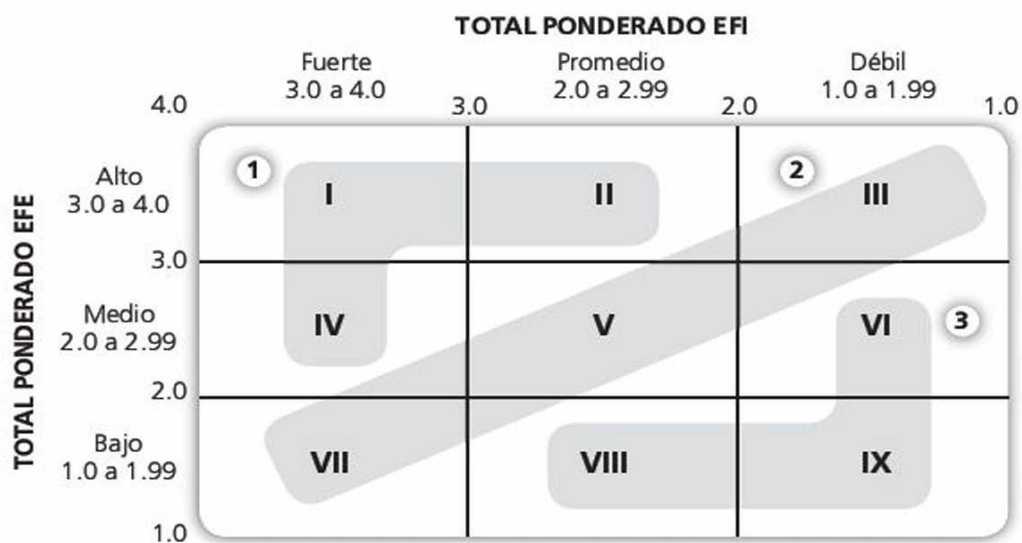 TOTAL PONDERADO EFI
Fuerte
3.0 a 4.0
Promedio
2.0 a 2.99
Débil
1.0 a 1.99
4.0
3.0
2.0
1.0
TOTAL PONDERADO EFE
Alto
3.0 a 4.0
1
I
II
2
III
3.0
Medio
2.0 a 2.99
IV
V
VI
3
2.0
Bajo
1.0 a 1.99
VII
VIII
IX
1.0